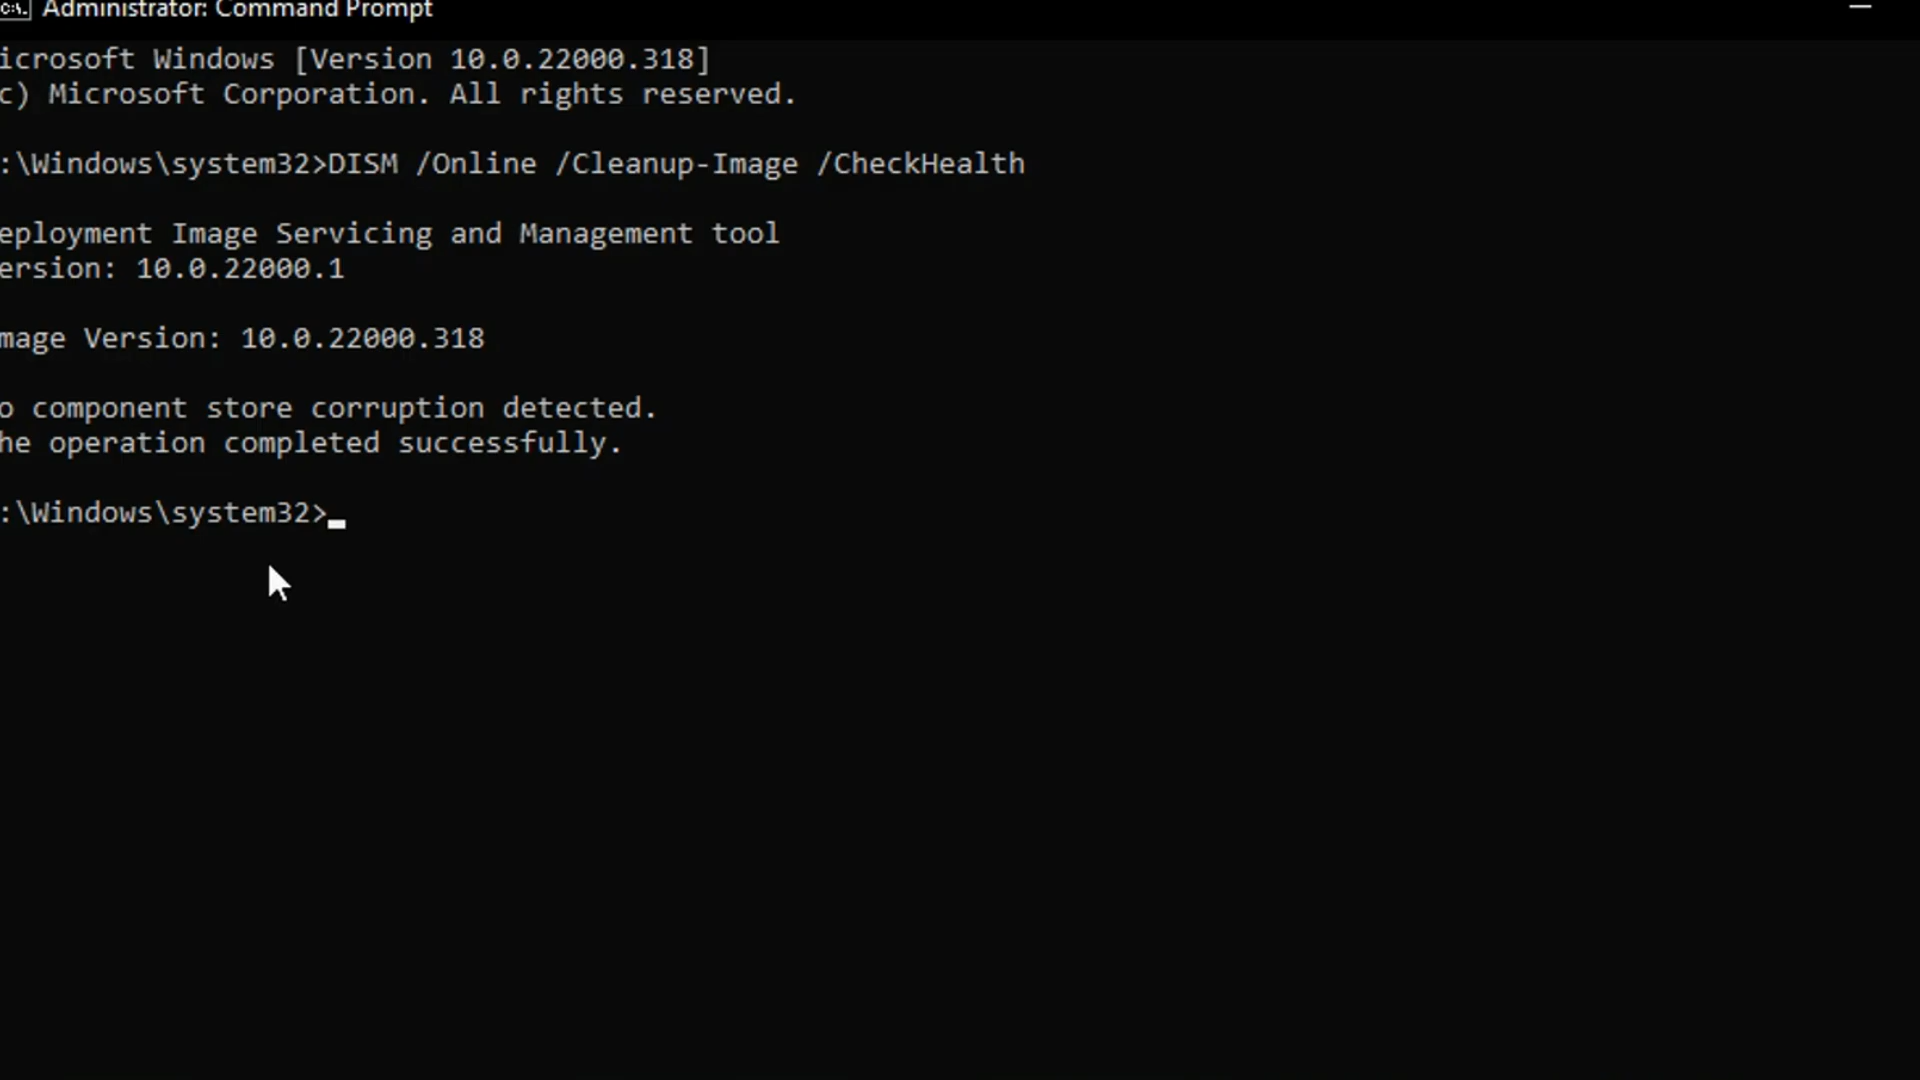 Administrator: Command Prompt
icrosoft Windows [Version 10.0.22000.318]
c) Microsoft Corporation. All rights reserved.
:\Windows\system32>DISM /Online /Cleanup-Image /CheckHealth
eployment Image Servicing and Management tool
ersion: 10.0.22000.1
mage Version: 10.0.22000.318
o component store corruption detected.
he operation completed successfully.
:\Windows\system32>